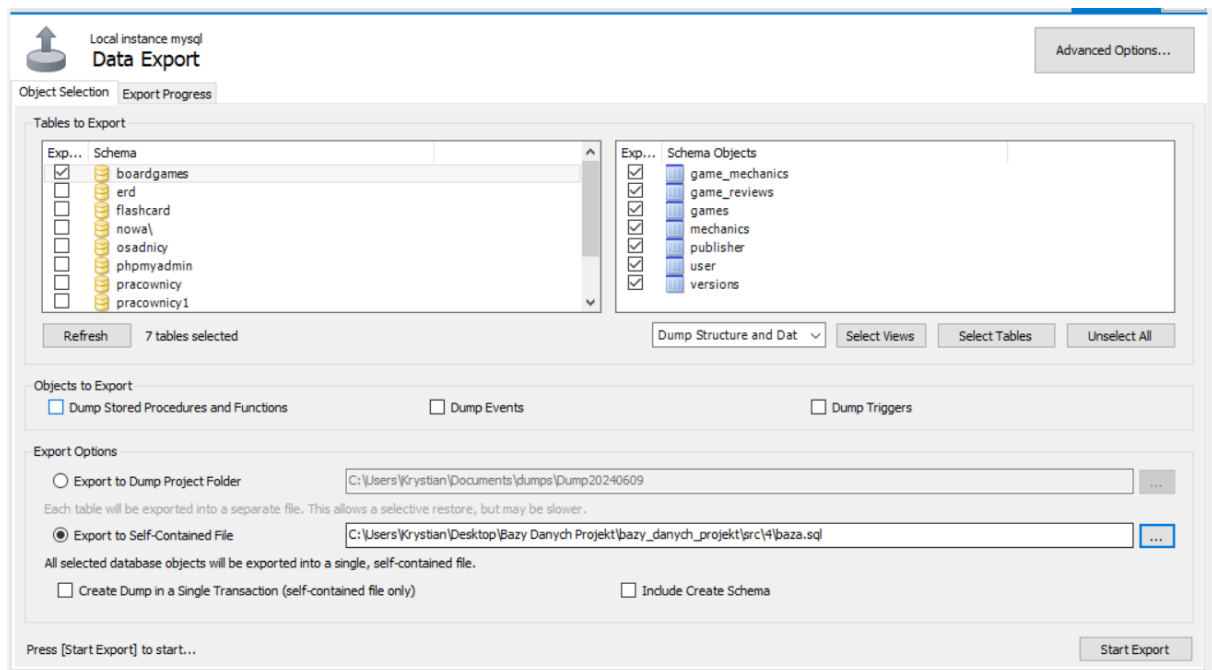 Local instance mysql
Data Export
Advanced Options...
Object Selection Export Progress
Tables to Export
Exp... Schema
boardgames
erd
flashcard
nowa\
osadnicy
phpmyadmin
pracownicy
pracownicy1
Exp... Schema Objects
game_mechanics
game_reviews
games
mechanics
publisher
user
versions
Refresh 7 tables selected Dump Structure and Dat Select Views Select Tables Unselect All
Objects to Export
Dump Stored Procedures and Functions Dump Events Dump Triggers
Export Options
Export to Dump Project Folder C:\Users\Krystian\Documents\dumps\Dump20240609 ...
Each table will be exported into a separate file. This allows a selective restore, but may be slower.
Export to Self-Contained File C:\Users\Krystian\Desktop\Bazy Danych Projekt\bazy_danych_projekt\src\4\baza.sql ...
All selected database objects will be exported into a single, self-contained file.
Create Dump in a Single Transaction (self-contained file only) Include Create Schema
Press [Start Export] to start... Start Export